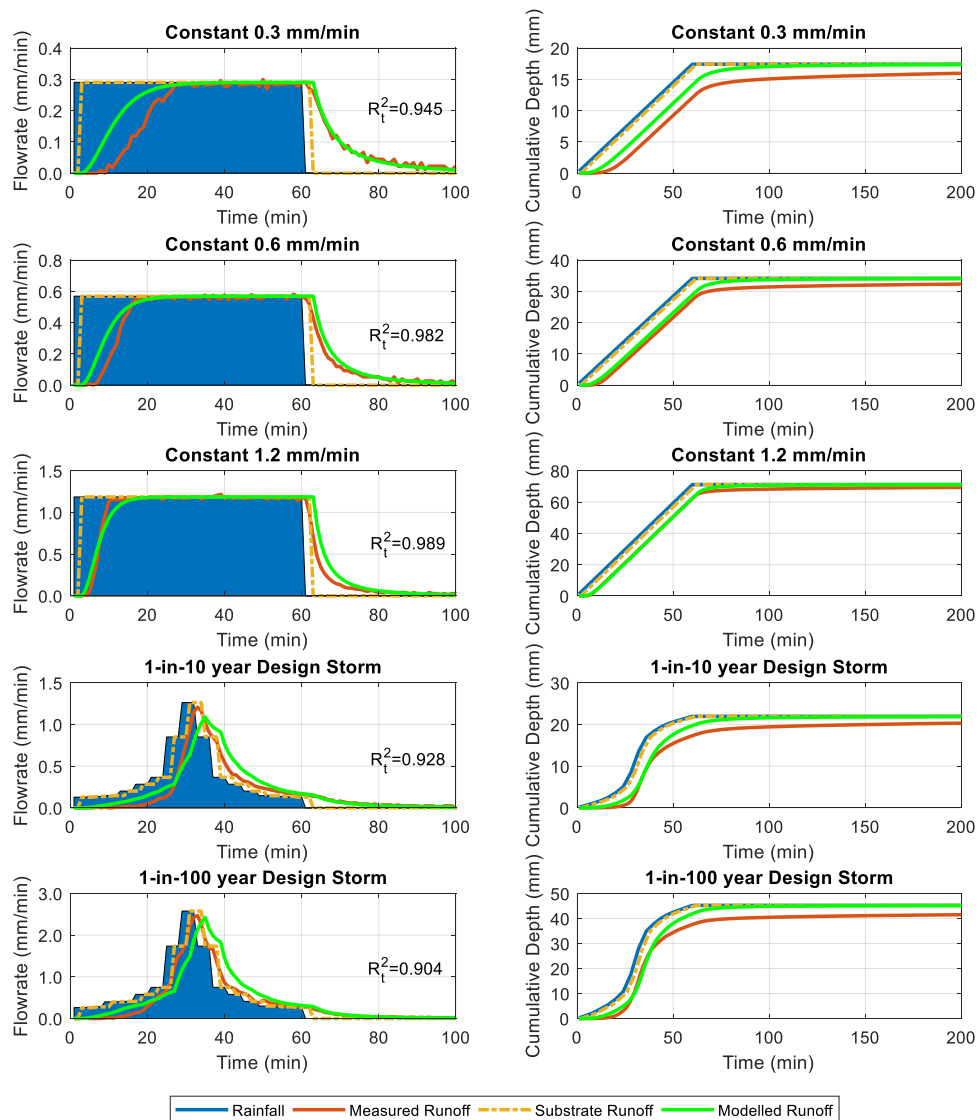 Constant 0.3 mm/min
Flowrate (mm/min)
0.4
0.3
0.2
0.1
0.0
R_t^2=0.945
0 20 40 60 80 100
Time (min)
Constant 0.3 mm/min
Cumulative Depth (mm)
20
15
10
5
0
0 50 100 150 200
Time (min)
Constant 0.6 mm/min
Flowrate (mm/min)
0.8
0.6
0.4
0.2
0.0
R_t^2=0.982
0 20 40 60 80 100
Time (min)
Constant 0.6 mm/min
Cumulative Depth (mm)
40
30
20
10
0
0 50 100 150 200
Time (min)
Constant 1.2 mm/min
Flowrate (mm/min)
1.5
1.0
0.5
0.0
R_t^2=0.989
0 20 40 60 80 100
Time (min)
Constant 1.2 mm/min
Cumulative Depth (mm)
80
60
40
20
0
0 50 100 150 200
Time (min)
1-in-10 year Design Storm
Flowrate (mm/min)
1.5
1.0
0.5
0.0
R_t^2=0.928
0 20 40 60 80 100
Time (min)
1-in-10 year Design Storm
Cumulative Depth (mm)
30
20
10
0
0 50 100 150 200
Time (min)
1-in-100 year Design Storm
Flowrate (mm/min)
3.0
2.0
1.0
0.0
R_t^2=0.904
0 20 40 60 80 100
Time (min)
1-in-100 year Design Storm
Cumulative Depth (mm)
50
40
30
20
10
0
0 50 100 150 200
Time (min)
Rainfall Measured Runoff Substrate Runoff Modelled Runoff